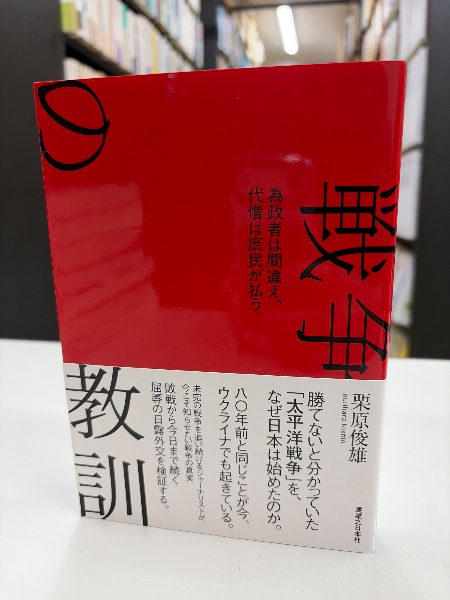 戦争
の
教訓
為政者は間違え、
代償は庶民が払う
栗原俊雄
kurihara toshio
勝てないと分かっていた
「太平洋戦争」を、
なぜ日本は始めたのか。
八〇年前と同じことが今、
ウクライナでも起きている。
未完の戦争を追い続けるジャーナリストが、
今こそ知らせたい戦争の真実
敗戦から今日まで続く
屈辱の日露外交を検証する。
実業之日本社